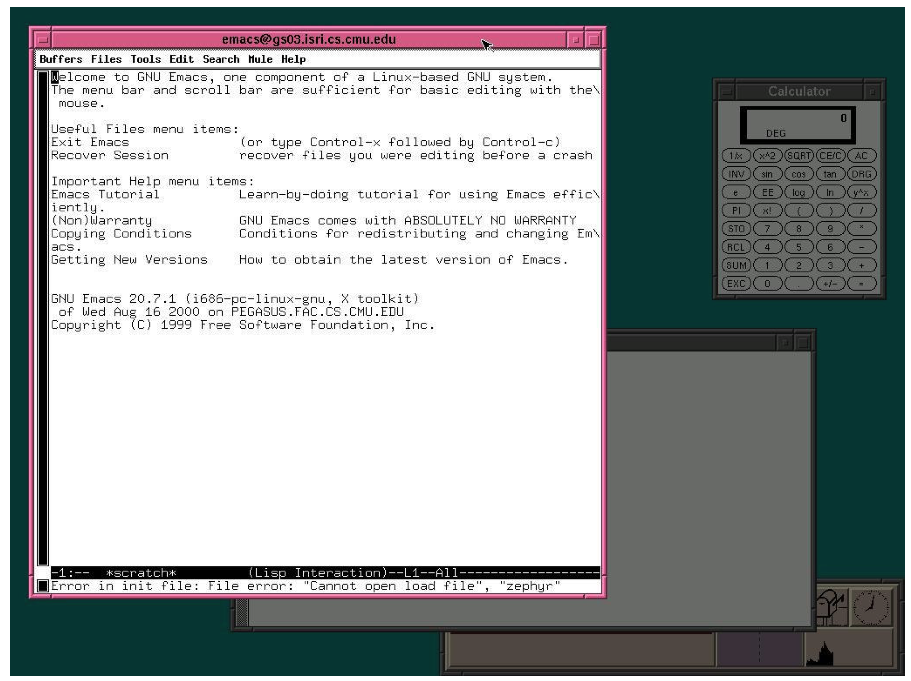 emacs@gs03.isri.cs.cmu.edu
Buffers Files Tools Edit Search Mule Help
Welcome to GNU Emacs, one component of a Linux-based GNU system.
The menu bar and scroll bar are sufficient for basic editing with the\
mouse.
Useful Files menu items:
Exit Emacs (or type Control-x followed by Control-c)
Recover Session recover files you were editing before a crash
Important Help menu items:
Emacs Tutorial Learn-by-doing tutorial for using Emacs effic\
iently.
(Non)Warranty GNU Emacs comes with ABSOLUTELY NO WARRANTY
Copying Conditions Conditions for redistributing and changing Em\
acs.
Getting New Versions How to obtain the latest version of Emacs.
GNU Emacs 20.7.1 (i686-pc-linux-gnu, X toolkit)
of Wed Aug 16 2000 on PEGASUS.FAC.CS.CMU.EDU
Copyright (C) 1999 Free Software Foundation, Inc.
-1:-- *scratch* (Lisp Interaction)--L1--All------------------
Error in init file: File error: "Cannot open load file", "zephyr"
Calculator
0
DEG
1/x x^2 SQRT CE/C AC
INV sin cos tan DRG
e EE log ln y^x
PI x! ( ) /
STO 7 8 9 *
RCL 4 5 6 -
SUM 1 2 3 +
EXC 0 . +/- =